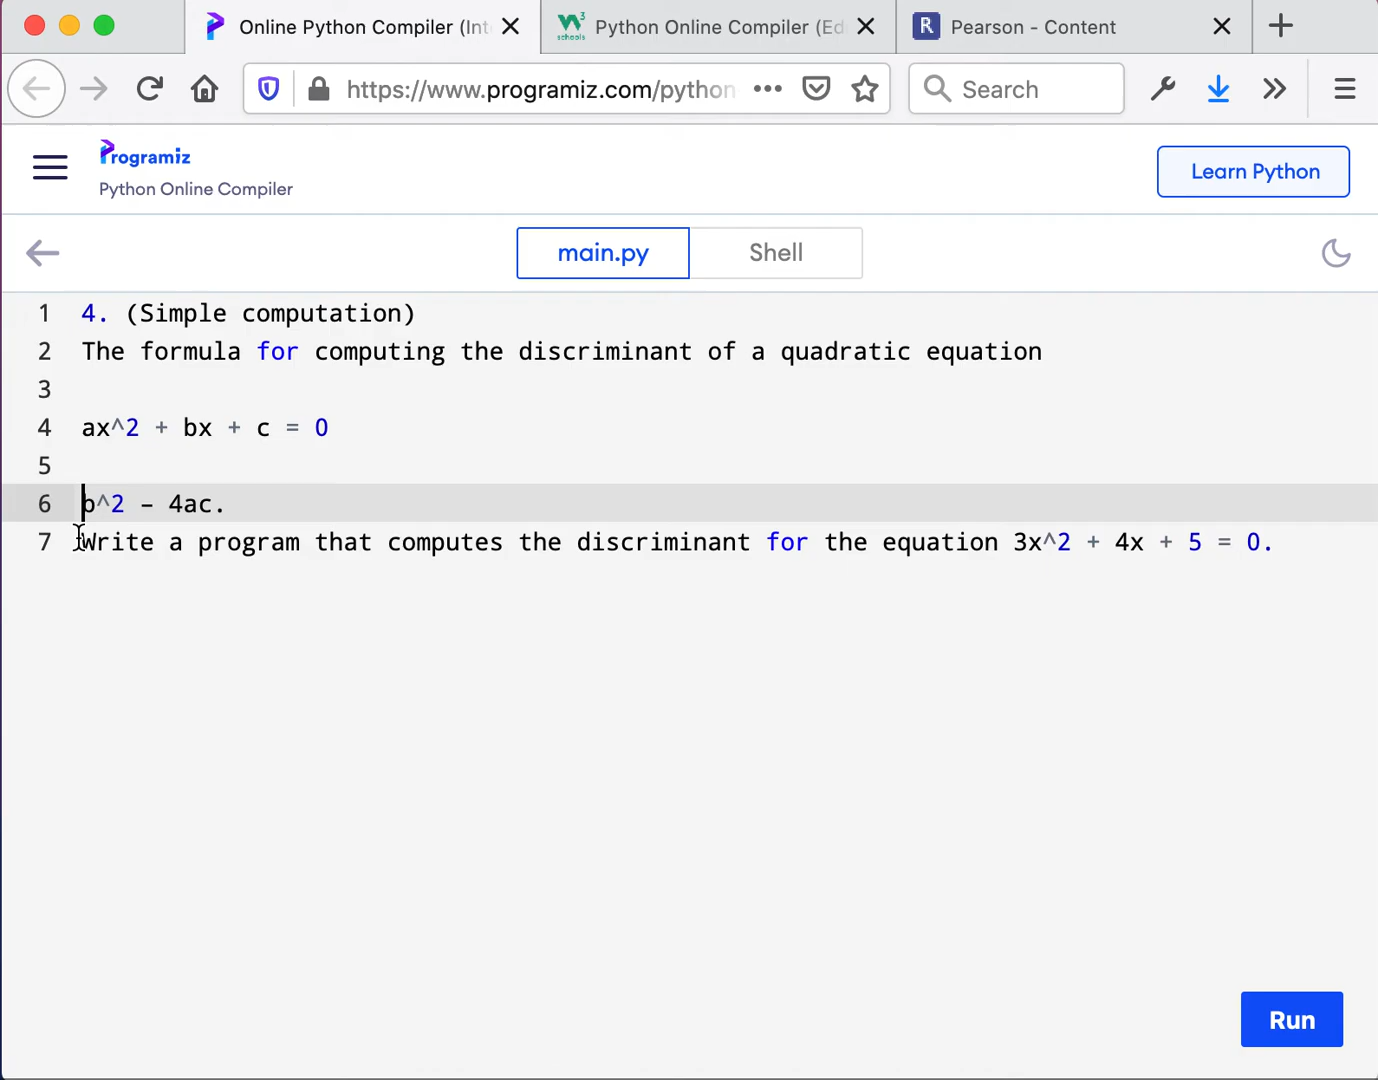 Online Python Compiler (Int
Python Online Compiler (Ed
R Pearson - Content
https://www.programiz.com/python
Search
Programiz
Python Online Compiler
Learn Python
main.py
Shell
1 4. (Simple computation)
2 The formula for computing the discriminant of a quadratic equation
3
4 ax^2 + bx + c = 0
5
6 b^2 – 4ac.
7 Write a program that computes the discriminant for the equation 3x^2 + 4x + 5 = 0.
Run